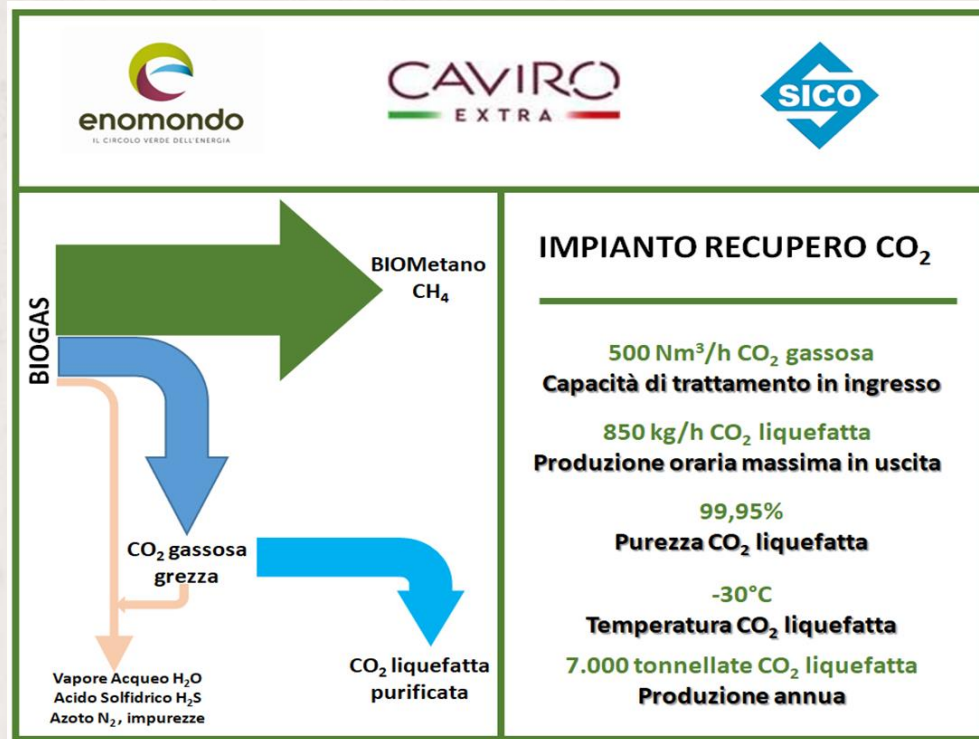 enomondo
IL CIRCOLO VERDE DELL'ENERGIA
CAVIRO
EXTRA
SICO
BIOGAS
BIOMetano
CH₄
CO₂ gassosa
grezza
Vapore Acqueo H₂O
Acido Solfidrico H₂S
Azoto N₂, impurezze
CO₂ liquefatta
purificata
IMPIANTO RECUPERO CO₂
500 Nm³/h CO₂ gassosa
Capacità di trattamento in ingresso
850 kg/h CO₂ liquefatta
Produzione oraria massima in uscita
99,95%
Purezza CO₂ liquefatta
-30°C
Temperatura CO₂ liquefatta
7.000 tonnellate CO₂ liquefatta
Produzione annua